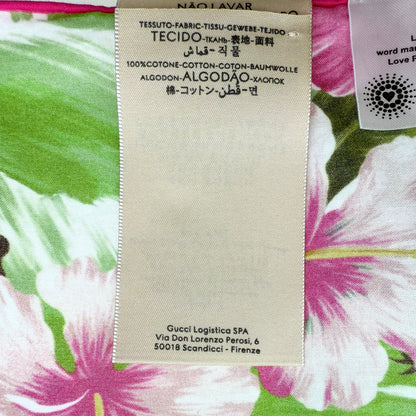 NÃO LAVAR
TESSUTO-FABRIC-TISSU-GEWEBE-TEJIDO
TECIDO-ТКАНЬ-表地-面料
قماش-직물
100%COTONE-COTTON-COTON-BAUMWOLLE
ALGODON-ALGODÃO-ХЛОПОК
棉-コットン-قطن-면
Gucci Logistica SPA
Via Don Lorenzo Perosi, 6
50018 Scandicci - Firenze
L
word ma
Love P